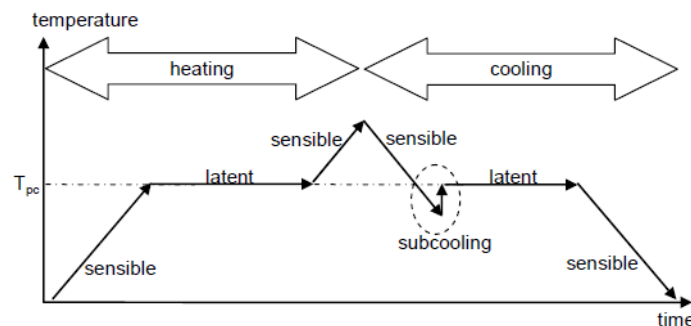 temperature
heating
cooling
sensible
sensible
T_pc
latent
latent
subcooling
sensible
sensible
time